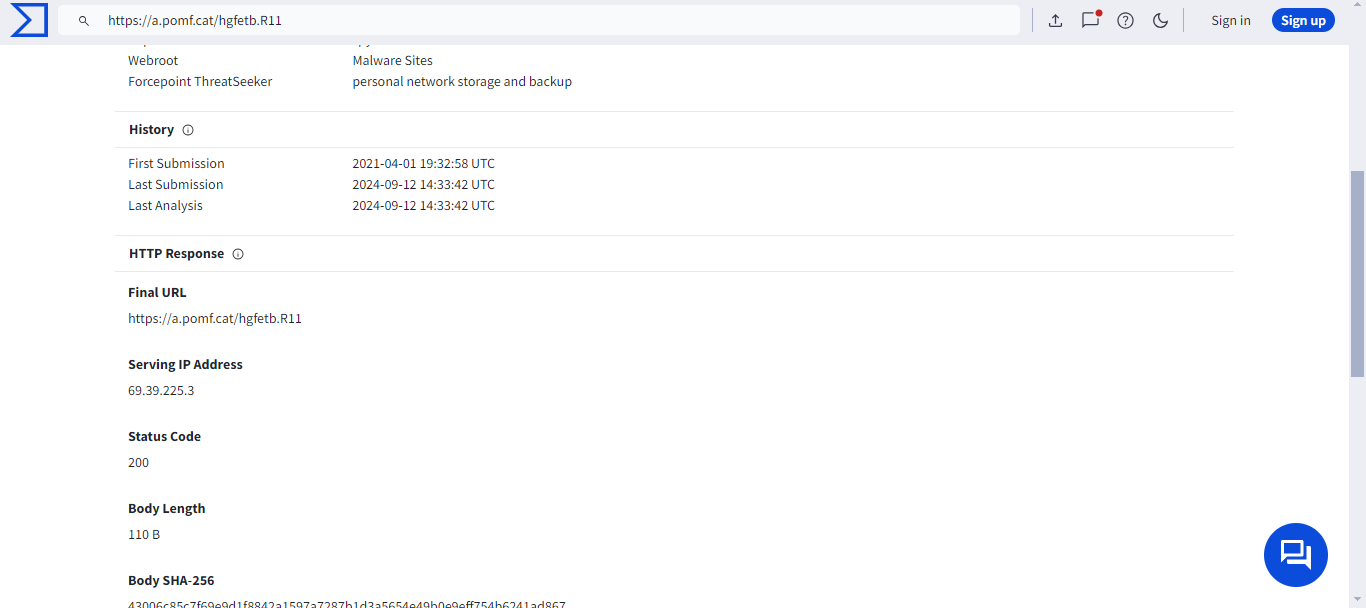 https://a.pomf.cat/hgfetb.R11
Sign in
Sign up
Webroot Malware Sites
Forcepoint ThreatSeeker personal network storage and backup
History
First Submission 2021-04-01 19:32:58 UTC
Last Submission 2024-09-12 14:33:42 UTC
Last Analysis 2024-09-12 14:33:42 UTC
HTTP Response
Final URL
https://a.pomf.cat/hgfetb.R11
Serving IP Address
69.39.225.3
Status Code
200
Body Length
110 B
Body SHA-256
43006c85c7f69e9d1f8842a1597a7287b1d3a5654e49b0e9eff754b6241ad867